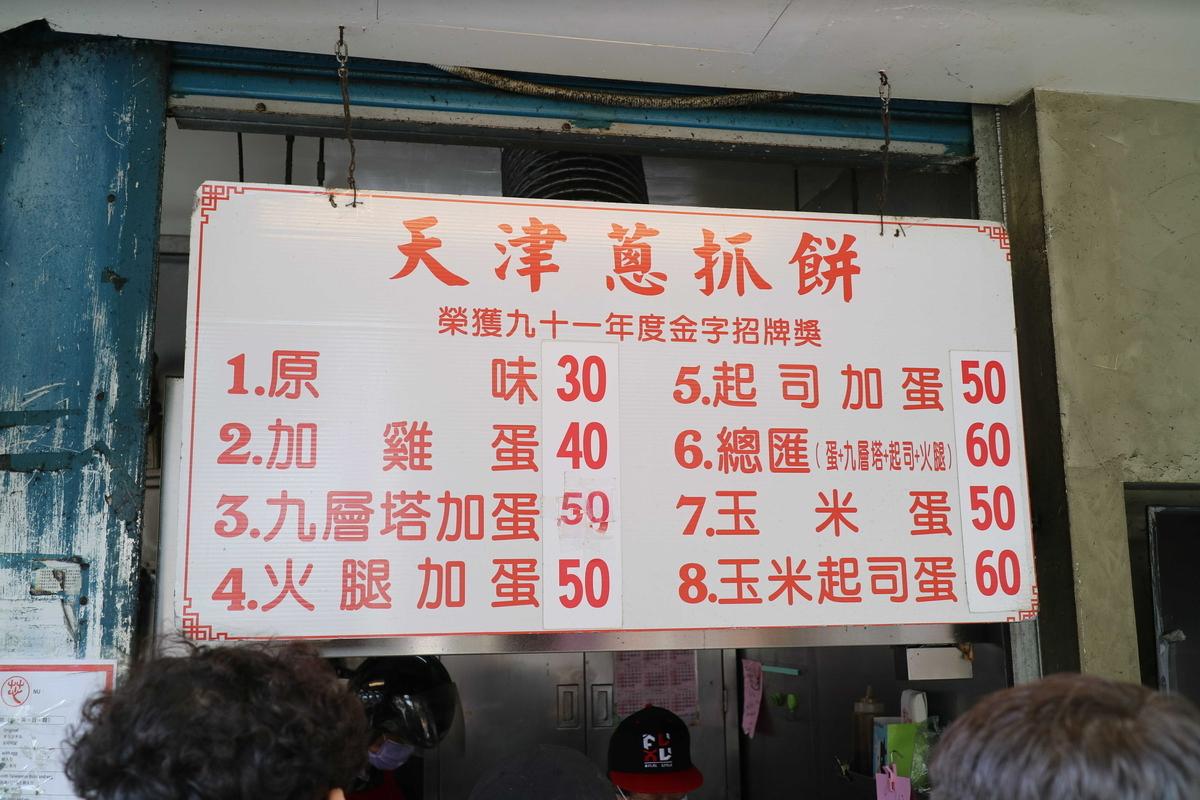 天津蔥抓餅
榮獲九十一年度金字招牌獎
1.原味 30
2.加雞蛋 40
3.九層塔加蛋 50
4.火腿加蛋 50
5.起司加蛋 50
6.總匯(蛋+九層塔+起司+火腿) 60
7.玉米蛋 50
8.玉米起司蛋 60